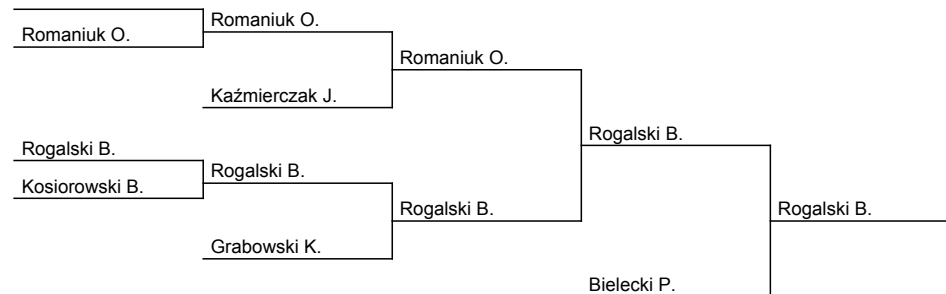 Romaniuk O.
Romaniuk O.
Romaniuk O.
Kaźmierczak J.
Rogalski B.
Rogalski B.
Kosiorowski B.
Rogalski B.
Rogalski B.
Rogalski B.
Grabowski K.
Bielecki P.